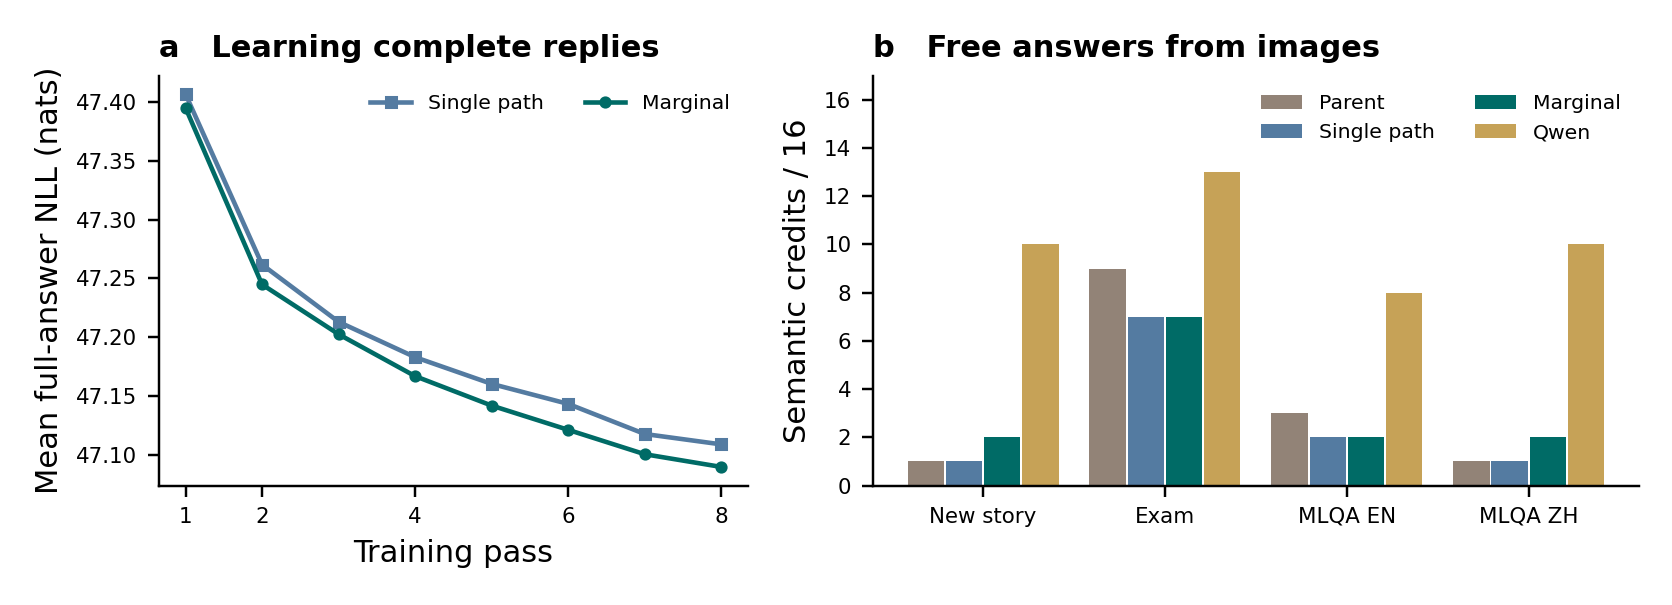 a Learning complete replies
Mean full-answer NLL (nats)
47.40
47.35
47.30
47.25
47.20
47.15
47.10
Single path
Marginal
1
2
4
6
8
Training pass
b Free answers from images
Semantic credits / 16
16
14
12
10
8
6
4
2
0
Parent
Single path
Marginal
Qwen
New story
Exam
MLQA EN
MLQA ZH